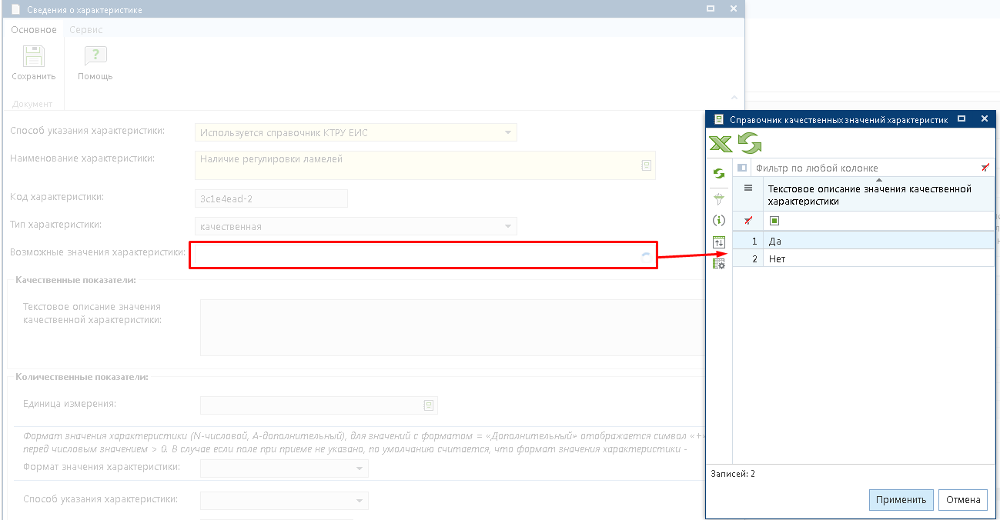 Сведения о характеристике
Основное Сервис
Сохранить Помощь
Документ
Способ указания характеристики: Используется справочник КТРУ ЕИС
Наименование характеристики: Наличие регулировки ламелей
Код характеристики: 3c1e4ead-2
Тип характеристики: качественная
Возможные значения характеристики:
Качественные показатели:
Текстовое описание значения
качественной характеристики:
Количественные показатели:
Единица измерения:
Формат значения характеристики (N-числовой, A-дополнительный), для значений с форматом = «Дополнительный» отображается символ «+»
перед числовым значением > 0. В случае если поле при приеме не указано, по умолчанию считается, что формат значения характеристики -
Формат значения характеристики:
Способ указания характеристики:
Справочник качественных значений характеристик
Фильтр по любой колонке
Текстовое описание значения качественной
характеристики
1 Да
2 Нет
Записей: 2
Применить Отмена